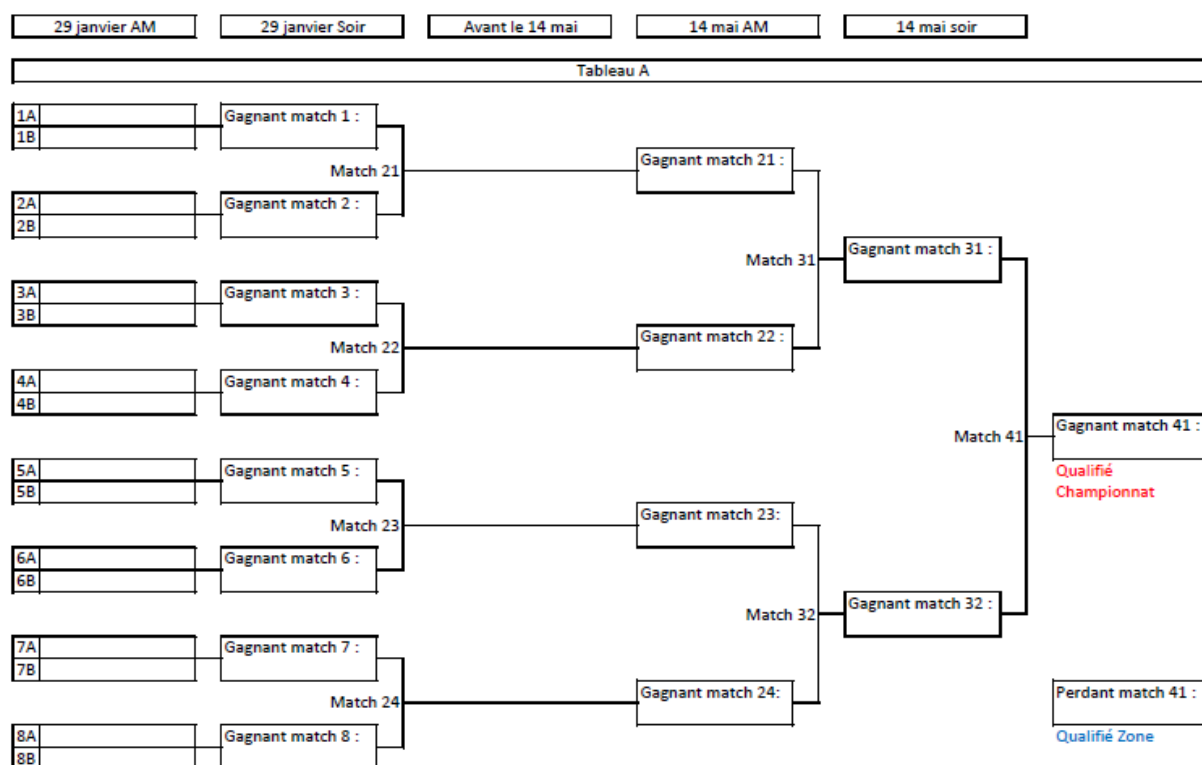 29 janvier AM
29 janvier Soir
Avant le 14 mai
14 mai AM
14 mai soir
Tableau A
1A
1B
Gagnant match 1 :
Match 21
Gagnant match 21 :
2A
2B
Gagnant match 2 :
Match 31
Gagnant match 31 :
3A
3B
Gagnant match 3 :
Match 22
Gagnant match 22 :
4A
4B
Gagnant match 4 :
Match 41
Gagnant match 41 :
Qualifié
Championnat
5A
5B
Gagnant match 5 :
Match 23
Gagnant match 23:
6A
6B
Gagnant match 6 :
Match 32
Gagnant match 32 :
7A
7B
Gagnant match 7 :
Match 24
Gagnant match 24:
Perdant match 41 :
Qualifié Zone
8A
8B
Gagnant match 8 :